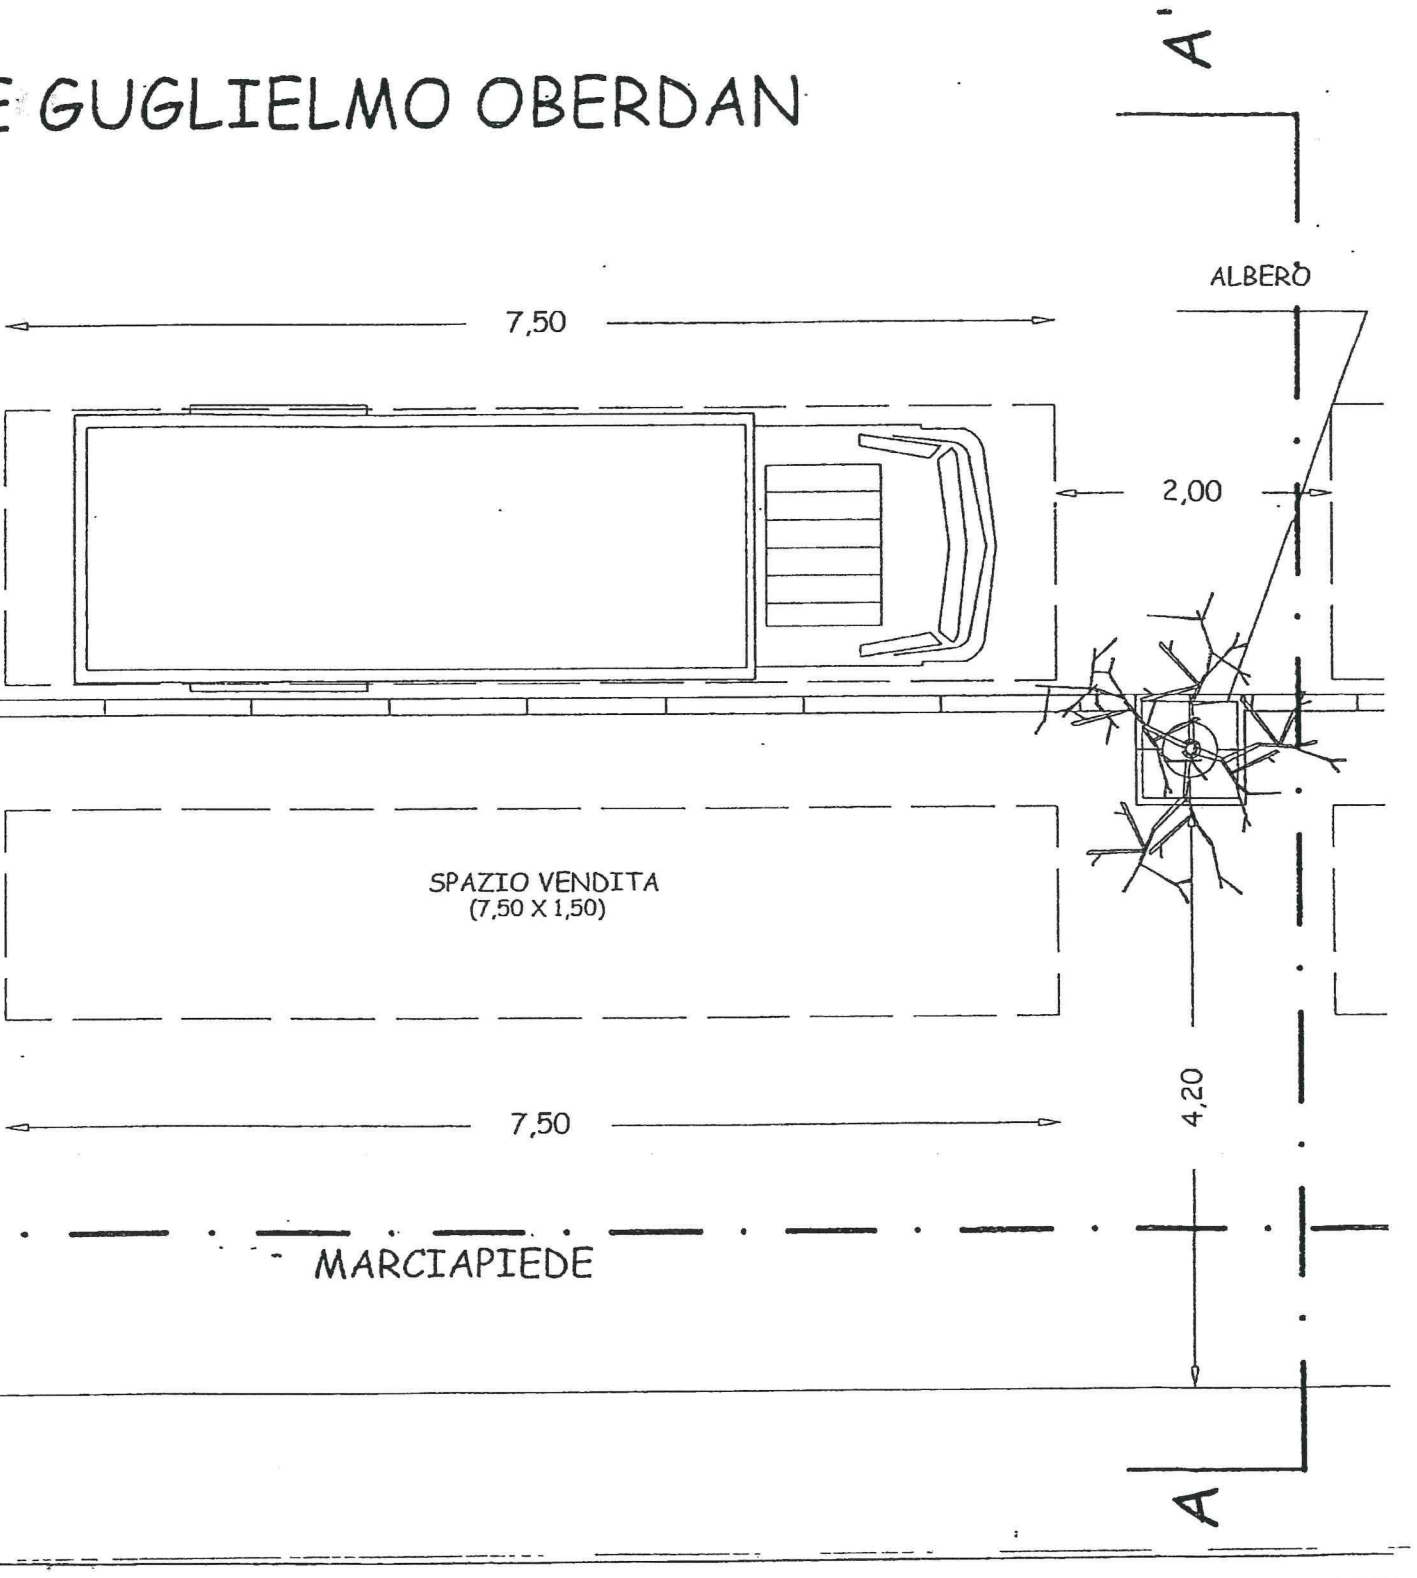 A'
E GUGLIELMO OBERDAN
ALBERO
7,50
2,00
SPAZIO VENDITA
(7,50 X 1,50)
4,20
7,50
MARCIAPIEDE
A